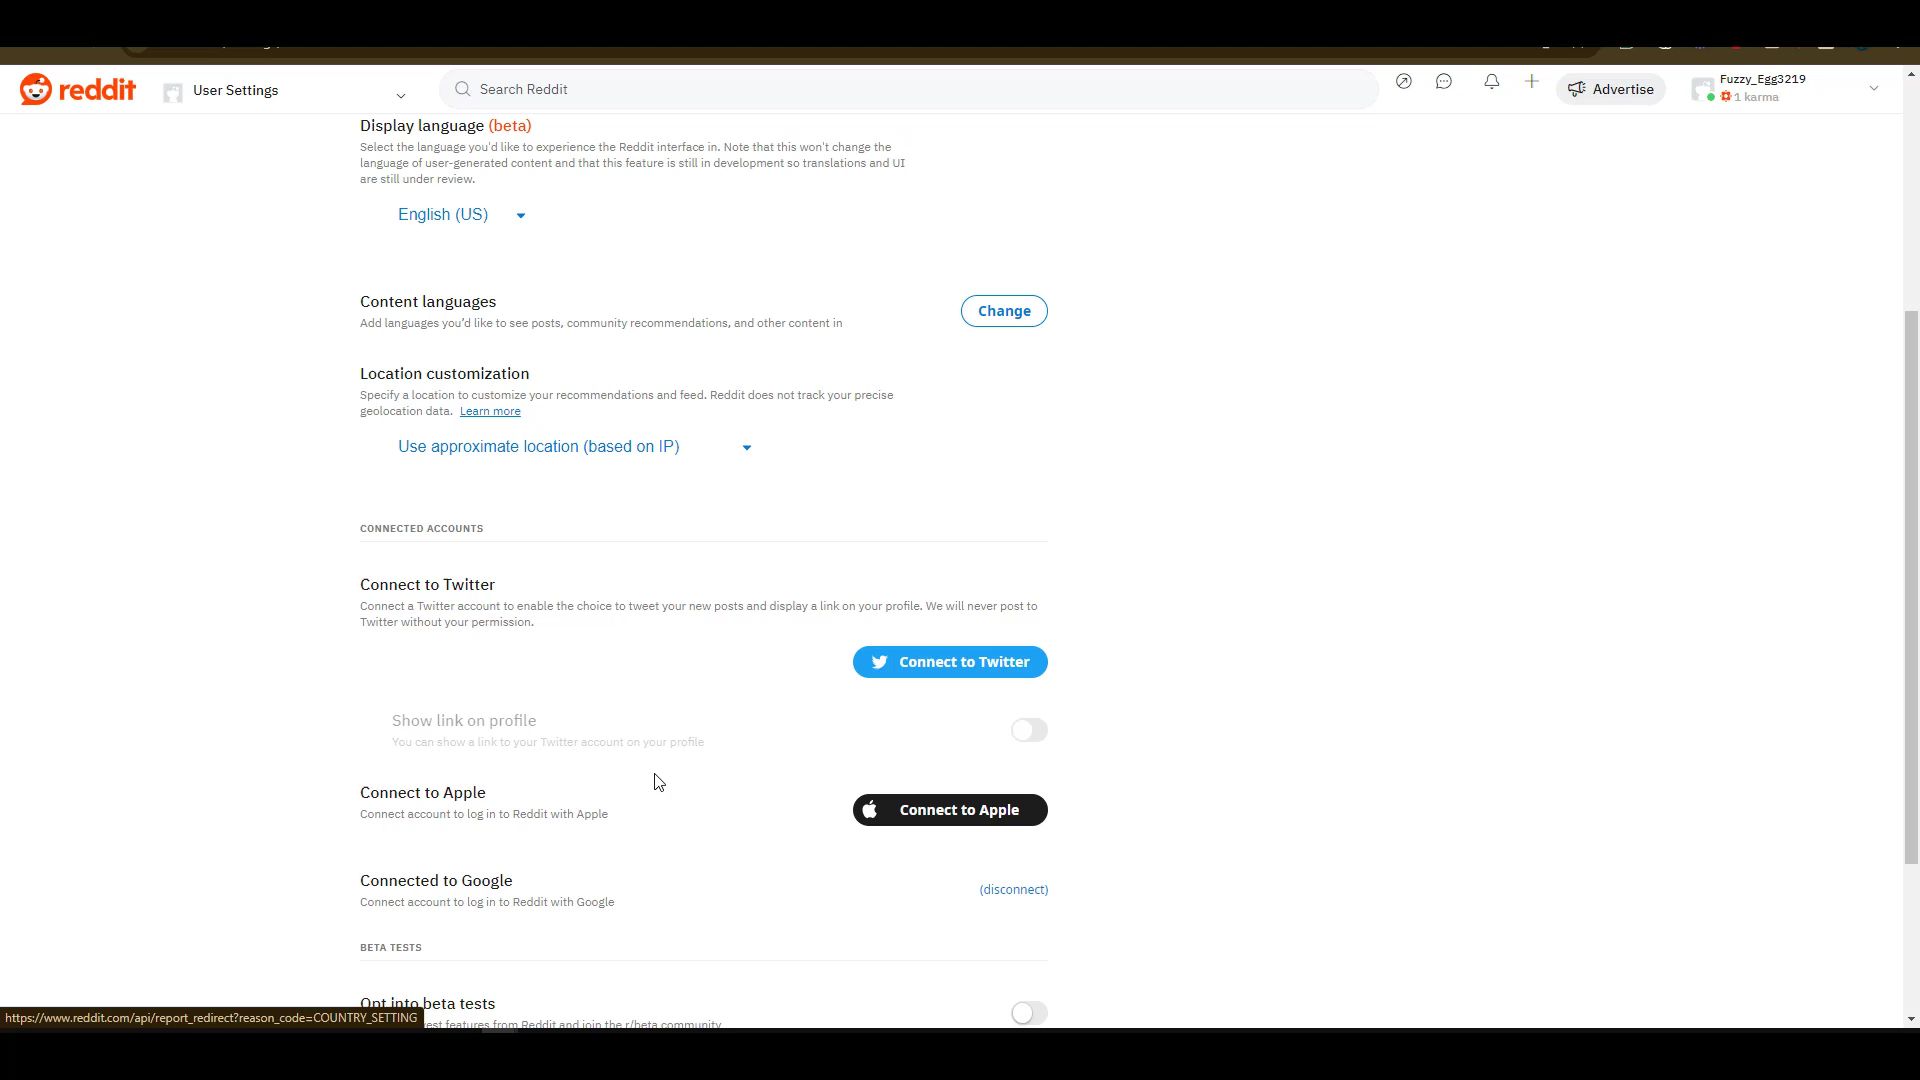 reddit
User Settings
Search Reddit
Advertise
Fuzzy_Egg3219
1 karma
Display language (beta)
Select the language you'd like to experience the Reddit interface in. Note that this won't change the
language of user-generated content and that this feature is still in development so translations and UI
are still under review.
English (US)
Content languages
Add languages you’d like to see posts, community recommendations, and other content in
Change
Location customization
Specify a location to customize your recommendations and feed. Reddit does not track your precise
geolocation data. Learn more
Use approximate location (based on IP)
CONNECTED ACCOUNTS
Connect to Twitter
Connect a Twitter account to enable the choice to tweet your new posts and display a link on your profile. We will never post to
Twitter without your permission.
Connect to Twitter
Show link on profile
You can show a link to your Twitter account on your profile
Connect to Apple
Connect account to log in to Reddit with Apple
Connect to Apple
Connected to Google
Connect account to log in to Reddit with Google
(disconnect)
BETA TESTS
Opt into beta tests
features from Reddit and join the r/beta community
https://www.reddit.com/api/report_redirect?reason_code=COUNTRY_SETTING